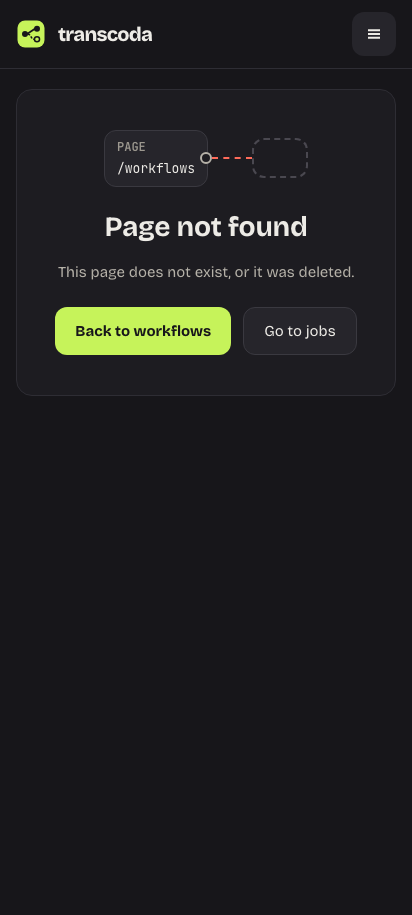 transcoda
PAGE
/workflows
Page not found
This page does not exist, or it was deleted.
Back to workflows
Go to jobs